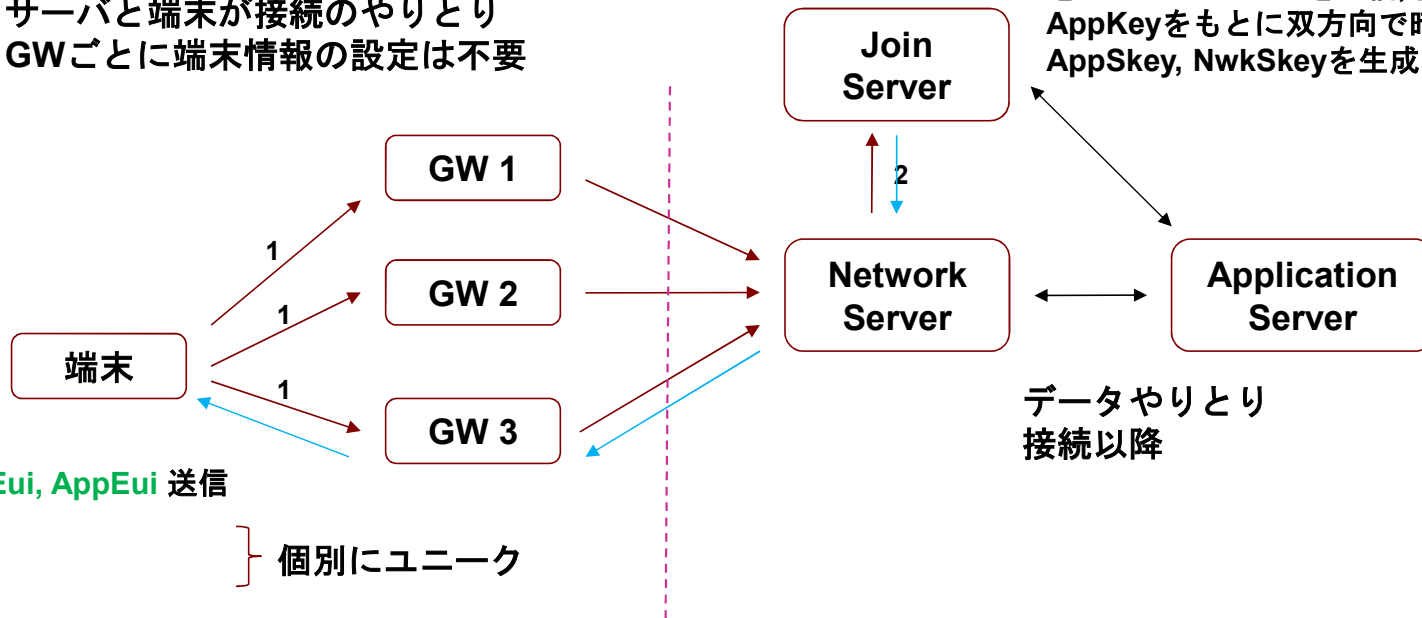 サーバと端末が接続のやりとり
GWごとに端末情報の設定は不要
AppKeyをもとに双方向で
AppSkey, NwkSkeyを生成
Join
Server
GW 1
2
1
Network
Server
Application
Server
GW 2
1
端末
1
GW 3
データやりとり
接続以降
Eui, AppEui 送信
個別にユニーク